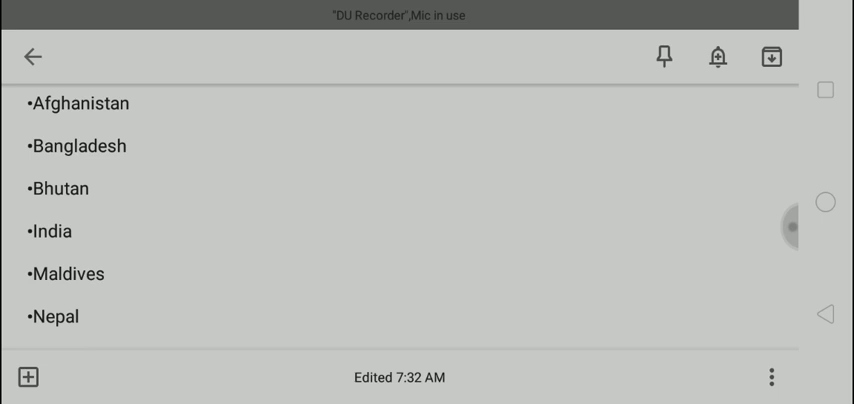 "DU Recorder",Mic in use
•Afghanistan
•Bangladesh
•Bhutan
•India
•Maldives
•Nepal
Edited 7:32 AM